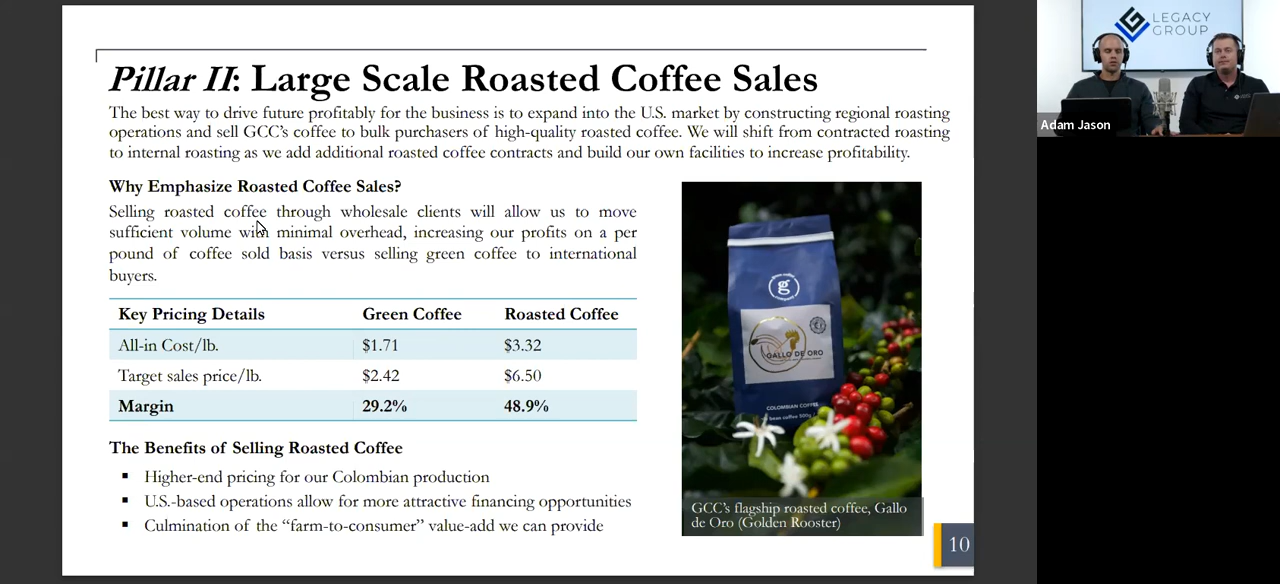 Pillar II: Large Scale Roasted Coffee Sales
The best way to drive future profitably for the business is to expand into the U.S. market by constructing regional roasting
operations and sell GCC's coffee to bulk purchasers of high-quality roasted coffee. We will shift from contracted roasting
to internal roasting as we add additional roasted coffee contracts and build our own facilities to increase profitability.
Why Emphasize Roasted Coffee Sales?
Selling roasted coffee through wholesale clients will allow us to move
sufficient volume with minimal overhead, increasing our profits on a per
pound of coffee sold basis versus selling green coffee to international
buyers.
Key Pricing Details Green Coffee Roasted Coffee
All-in Cost/lb. $1.71 $3.32
Target sales price/lb. $2.42 $6.50
Margin 29.2% 48.9%
The Benefits of Selling Roasted Coffee
▪ Higher-end pricing for our Colombian production
▪ U.S.-based operations allow for more attractive financing opportunities
▪ Culmination of the “farm-to-consumer” value-add we can provide
g
GALLO DE ORO
COLOMBIAN COFFEE
bean coffee 500g
GCC's flagship roasted coffee, Gallo
de Oro (Golden Rooster)
10
LEGACY
GROUP
Adam Jason